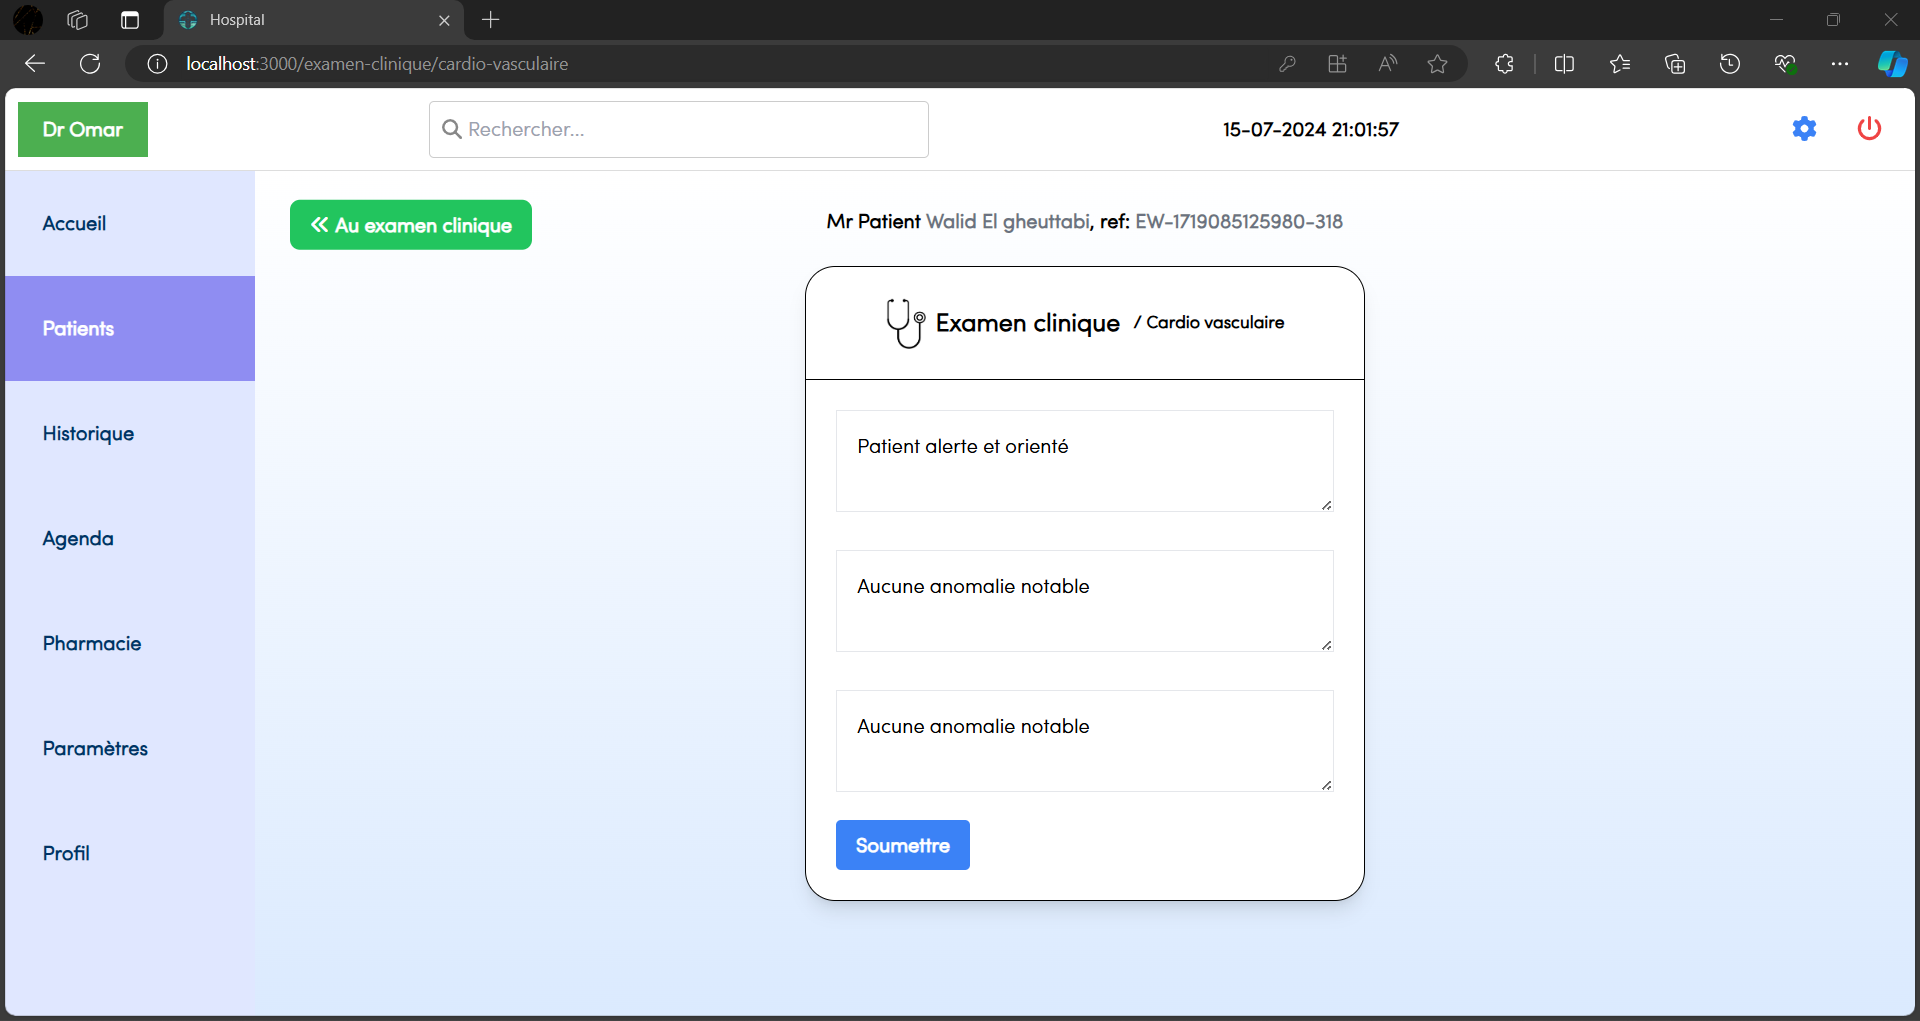 Hospital
localhost:3000/examen-clinique/cardio-vasculaire
Dr Omar
Rechercher...
15-07-2024 21:01:57
Accueil
Patients
Historique
Agenda
Pharmacie
Paramètres
Profil
Au examen clinique
Mr Patient Walid El gheuttabi, ref: EW-1719085125980-318
Examen clinique / Cardio vasculaire
Patient alerte et orienté
Aucune anomalie notable
Aucune anomalie notable
Soumettre